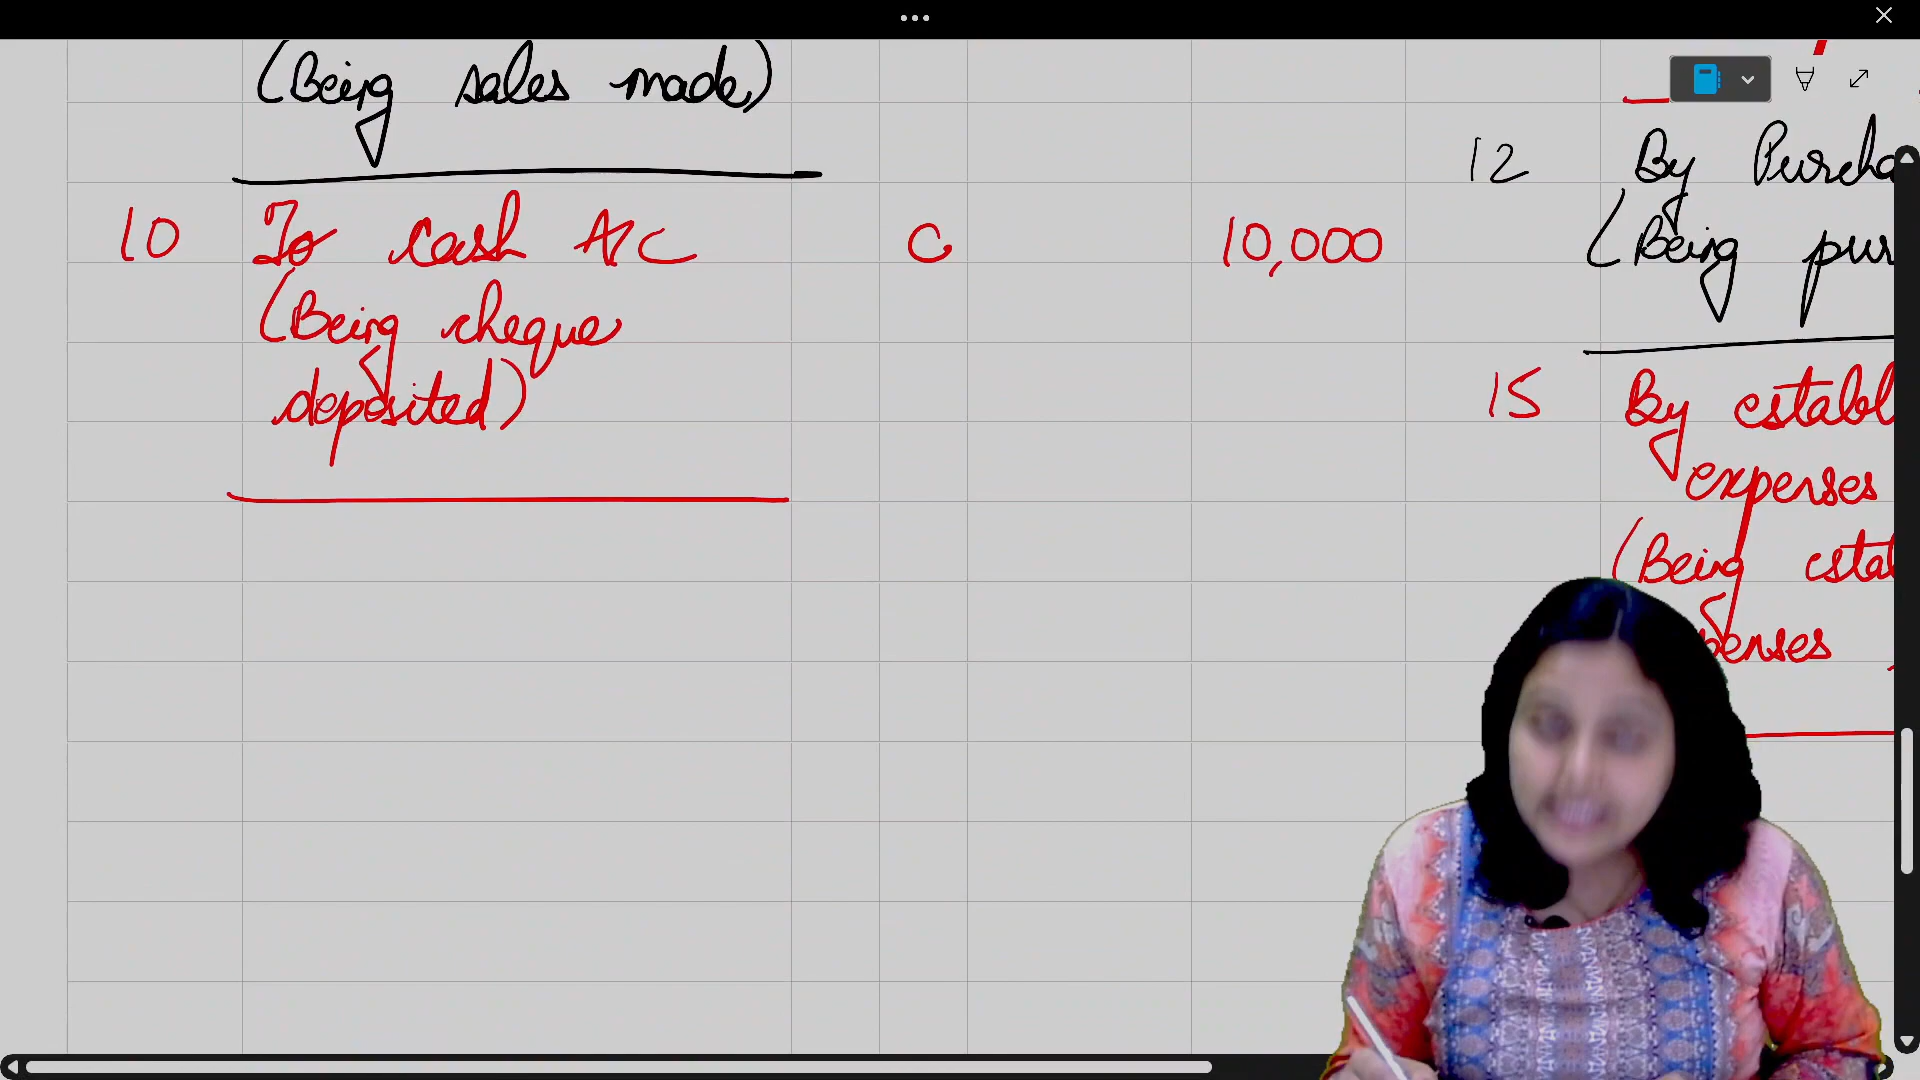 (Being sales made)
10 To cash A/C C 10,000
(Being cheque
deposited)
12 By Purcha
(Being pur
15 By establ
expenses
(Being estab
penses